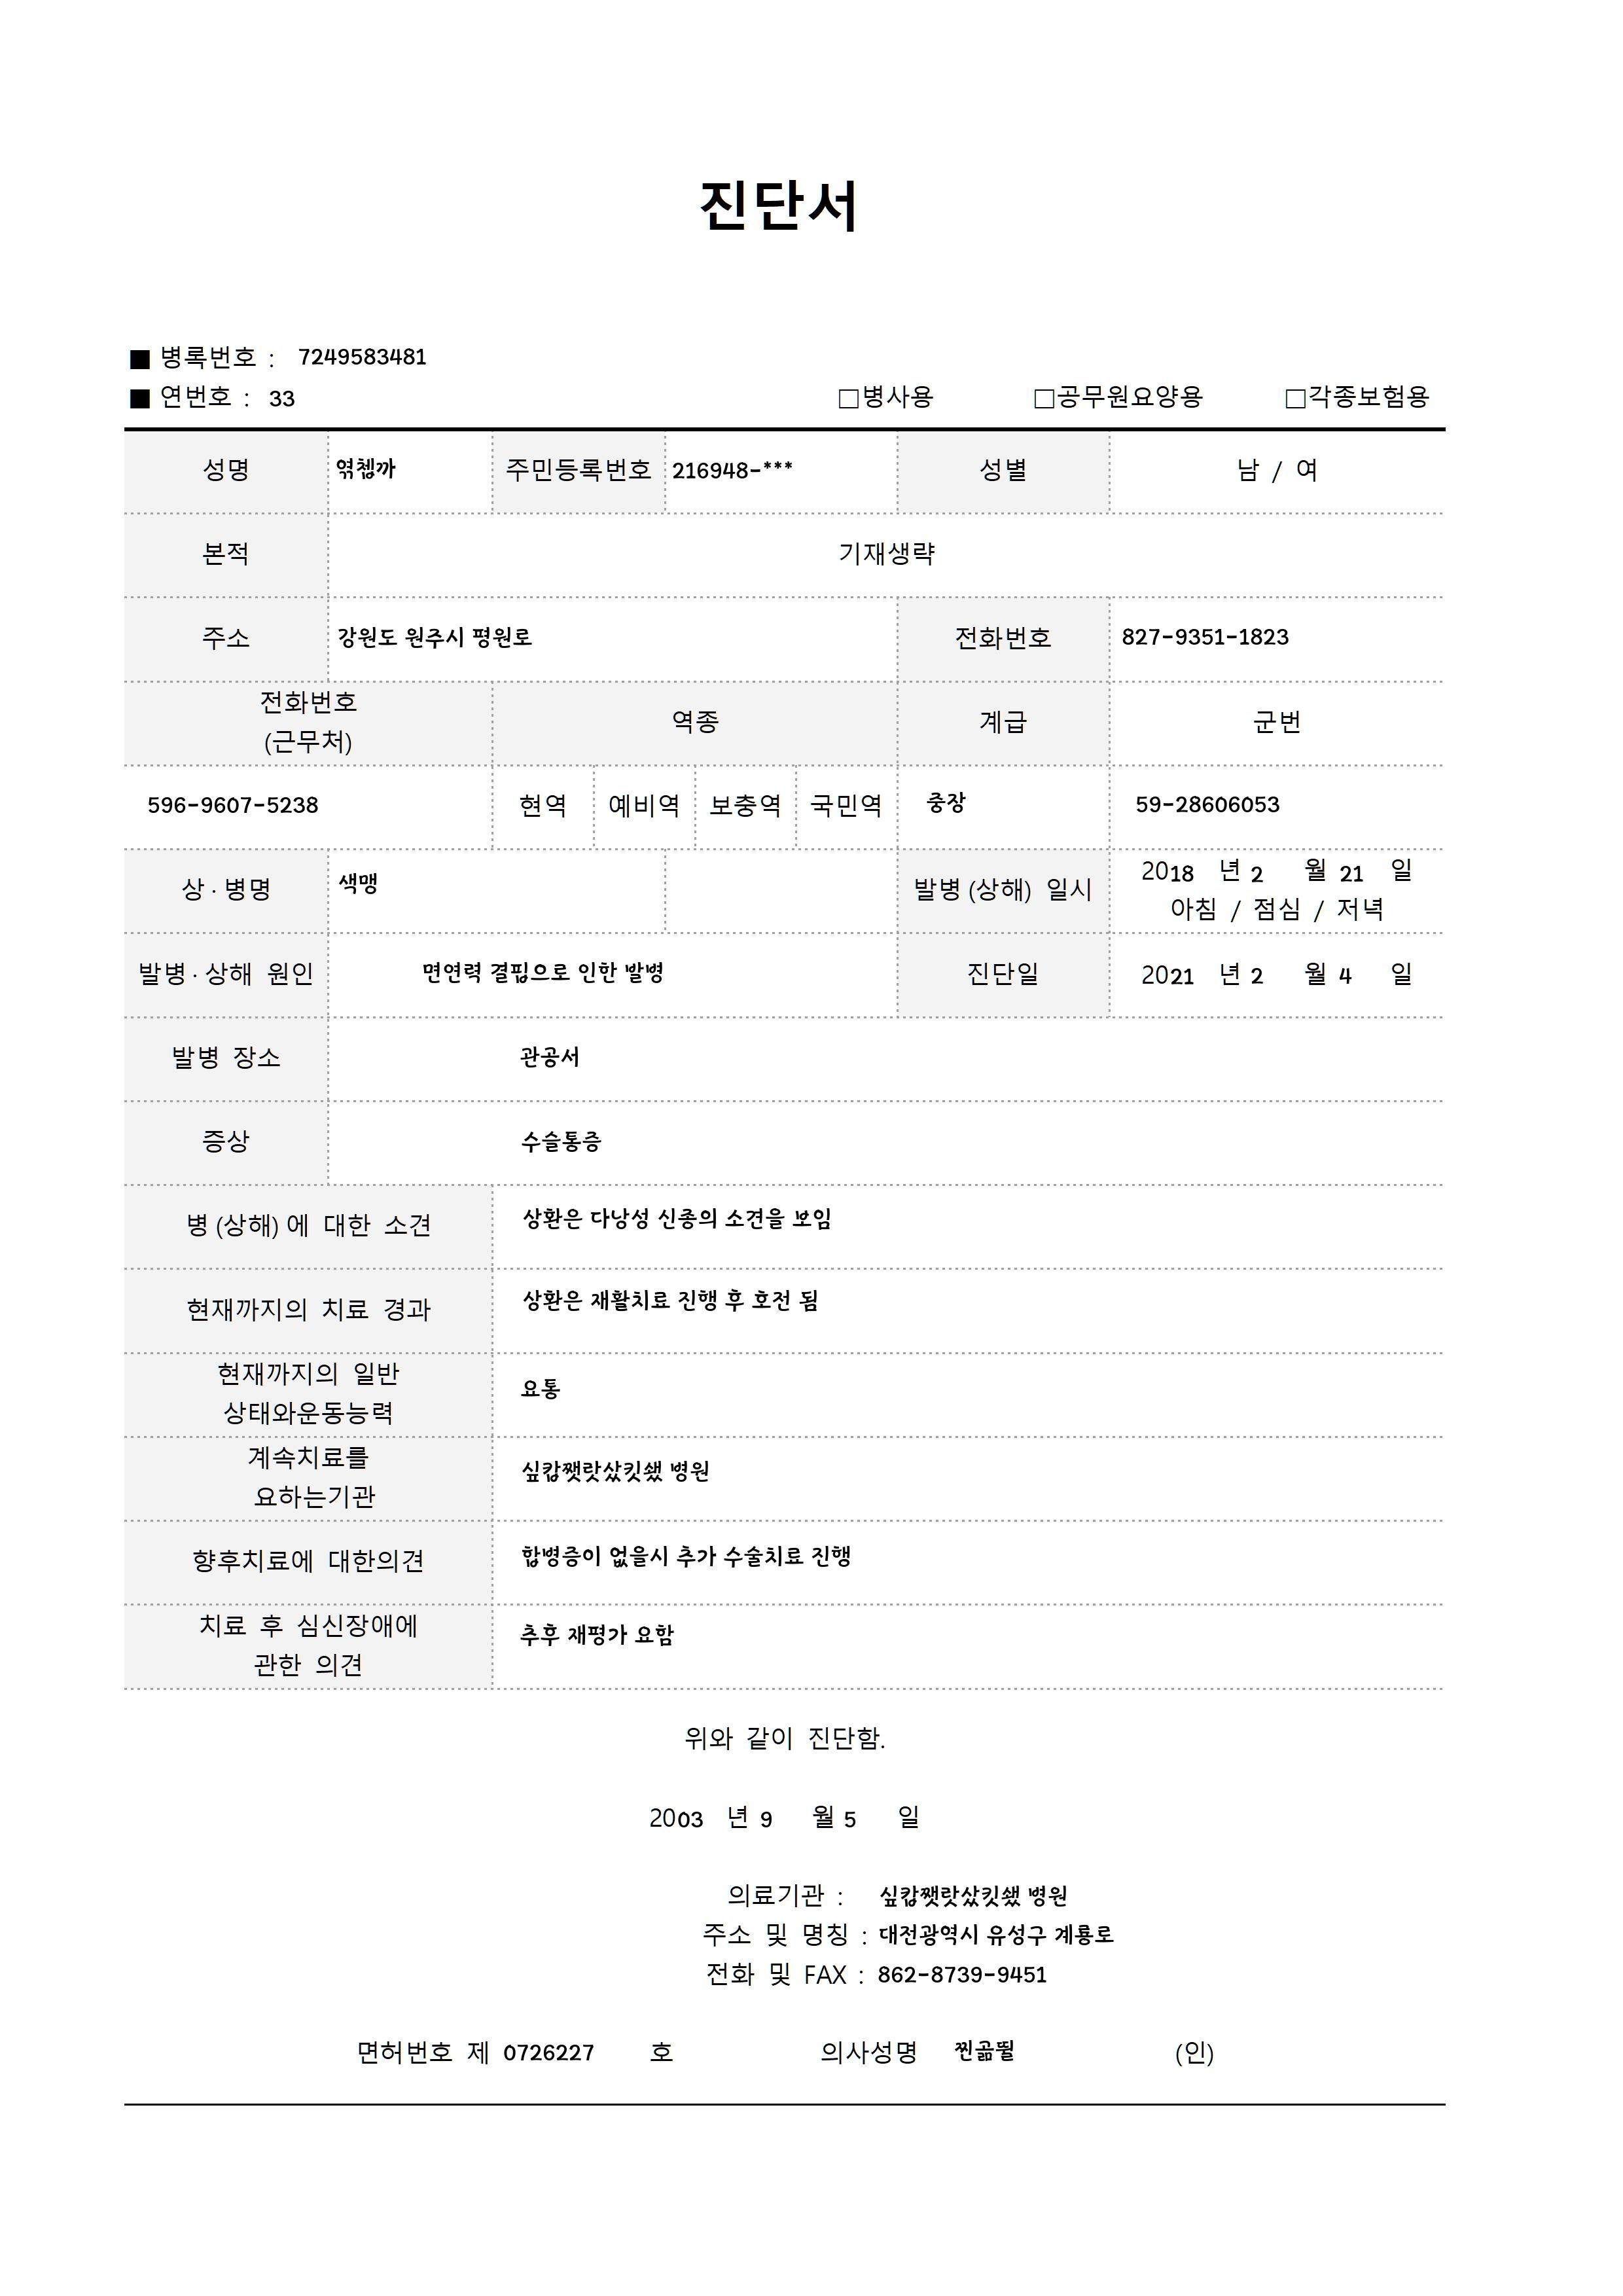 진단서
■ 병록번호 : 7249583481
■ 연번호 : 33 □병사용 □공무원요양용 □각종보험용
성명 엮쳅까 주민등록번호 216948-*** 성별 남 / 여
본적 기재생략
주소 강원도 원주시 평원로 전화번호 827-9351-1823
전화번호
(근무처) 역종 계급 군번
596-9607-5238 현역 예비역 보충역 국민역 중장 59-28606053
상·병명 색맹 발병(상해) 일시 2018 년 2 월 21 일
아침 / 점심 / 저녁
발병·상해 원인 면연력 결핍으로 인한 발병 진단일 2021 년 2 월 4 일
발병 장소 관공서
증상 수술통증
병(상해)에 대한 소견 상환은 다낭성 신종의 소견을 보임
현재까지의 치료 경과 상환은 재활치료 진행 후 호전 됨
현재까지의 일반
상태와운동능력 요통
계속치료를
요하는기관 병원
향후치료에 대한의견 합병증이 없을시 추가 수술치료 진행
치료 후 심신장애에
관한 의견 추후 재평가 요함
위와 같이 진단함.
2003 년 9 월 5 일
의료기관 : 병원
주소 및 명칭 : 대전광역시 유성구 계룡로
전화 및 FAX : 862-8739-9451
면허번호 제 0726227 호 의사성명 찐곪뛸 (인)